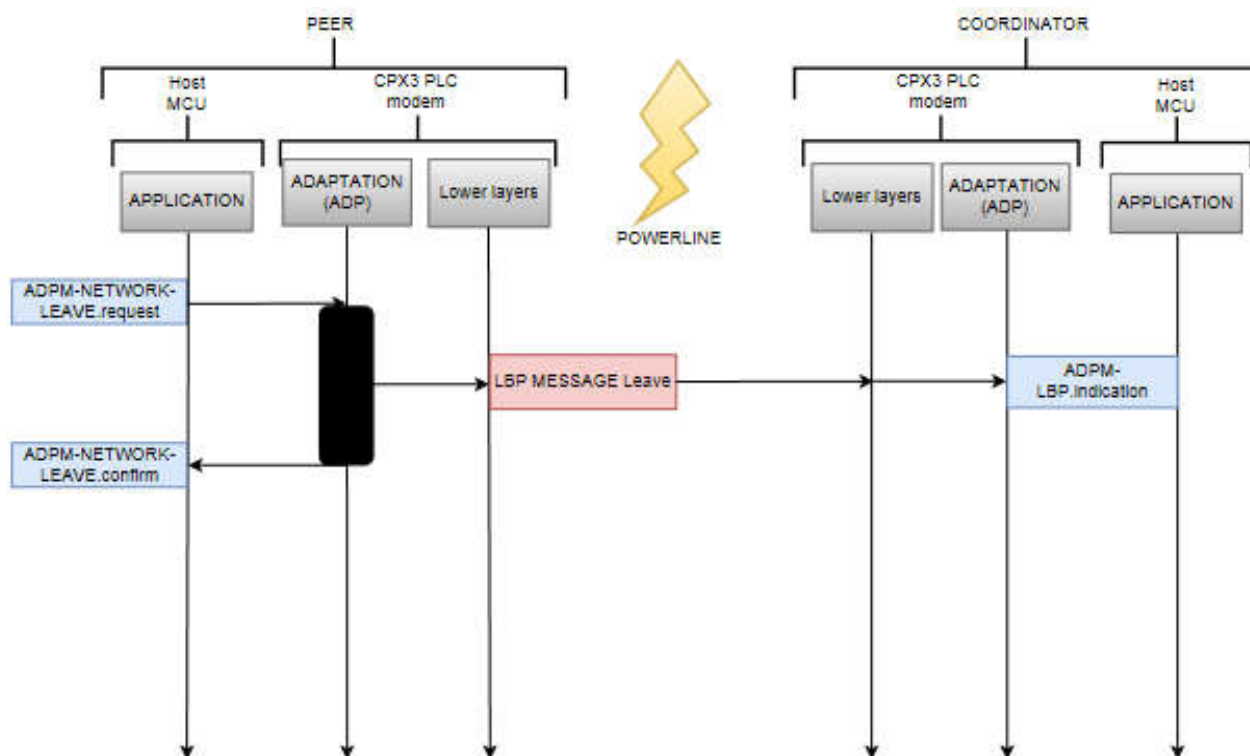 PEER
COORDINATOR
Host
MCU
CPX3 PLC
modem
CPX3 PLC
modem
Host
MCU
APPLICATION
ADAPTATION
(ADP)
Lower layers
POWERLINE
Lower layers
ADAPTATION
(ADP)
APPLICATION
ADPM-NETWORK-
LEAVE.request
LBP MESSAGE Leave
ADPM-
LBP.indication
ADPM-NETWORK-
LEAVE.confirm